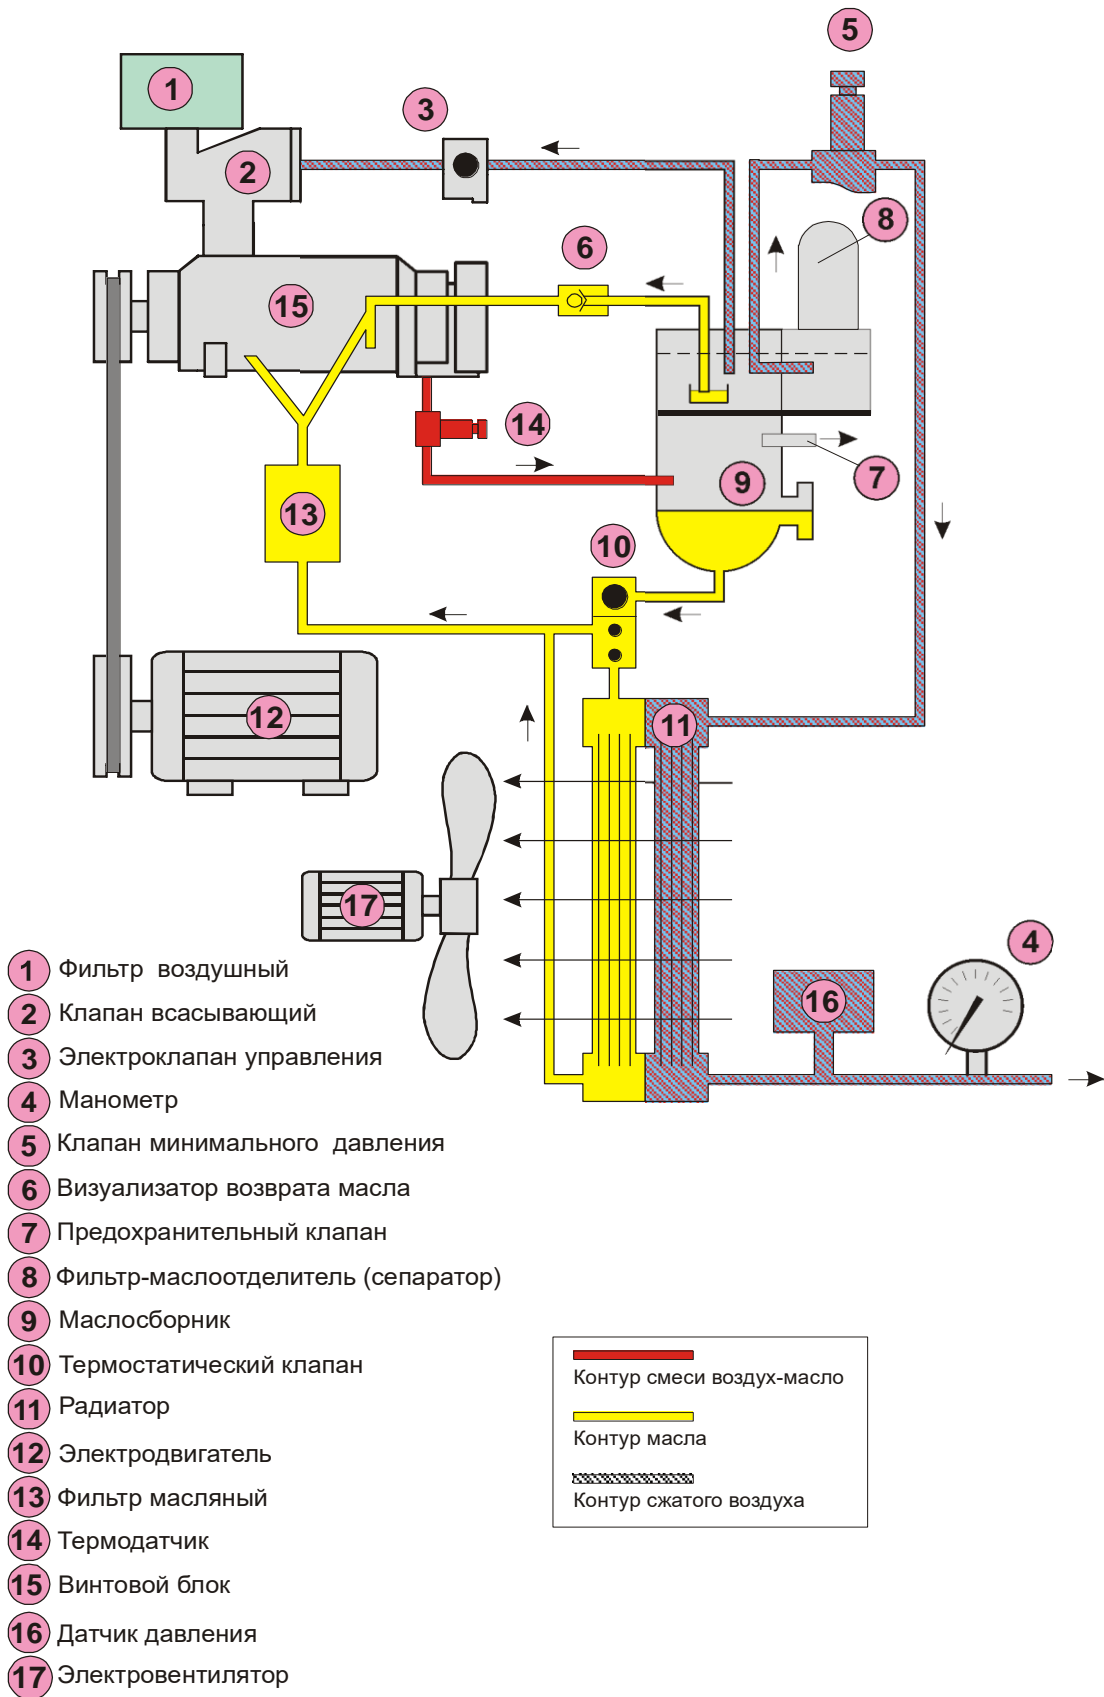 5
1
3
2
8
6
15
14
9
7
13
10
12
11
17
4
16
1 Фильтр воздушный
2 Клапан всасывающий
3 Электроклапан управления
4 Манометр
5 Клапан минимального давления
6 Визуализатор возврата масла
7 Предохранительный клапан
8 Фильтр-маслоотделитель (сепаратор)
9 Маслосборник
10 Термостатический клапан
11 Радиатор
12 Электродвигатель
13 Фильтр масляный
14 Термодатчик
15 Винтовой блок
16 Датчик давления
17 Электровентилятор
Контур смеси воздух-масло
Контур масла
Контур сжатого воздуха